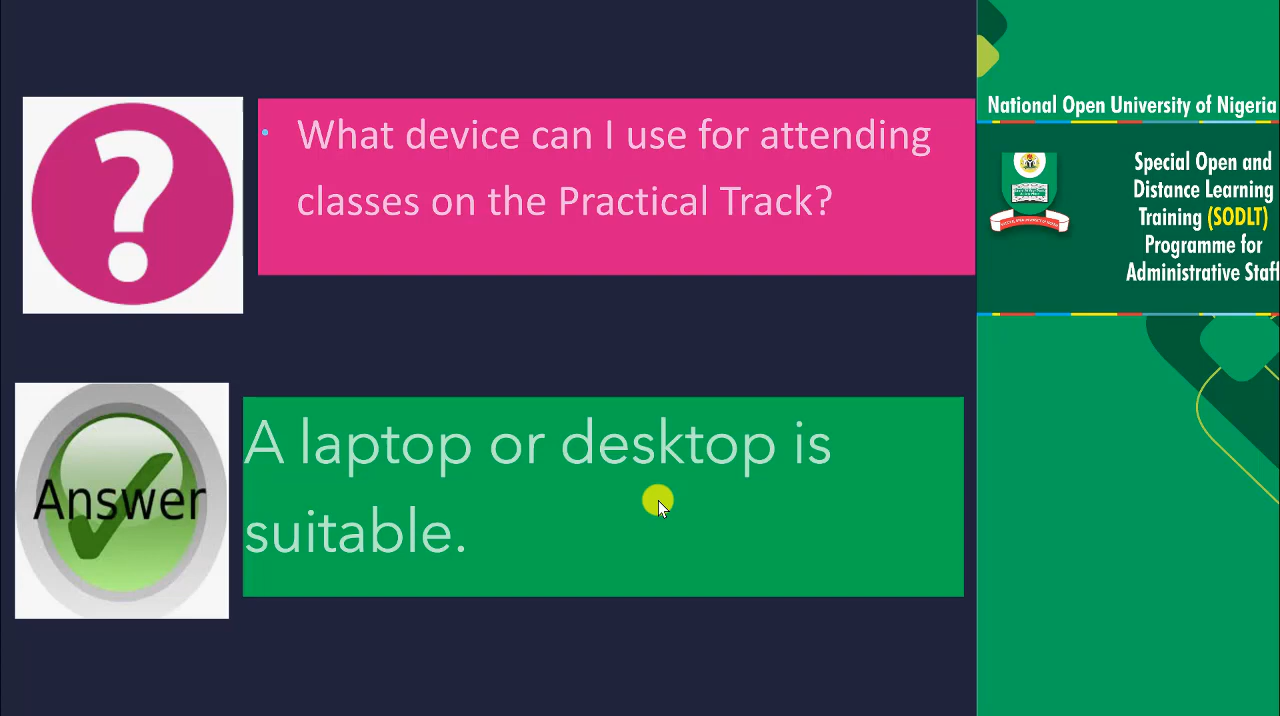 • What device can I use for attending
classes on the Practical Track?
Answer
A laptop or desktop is
suitable.
National Open University of Nigeria
Special Open and
Distance Learning
Training (SODLT)
Programme for
Administrative Staff